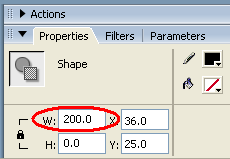 Actions
Properties Filters Parameters
Shape
W: 200.0 X: 36.0
H: 0.0 Y: 25.0